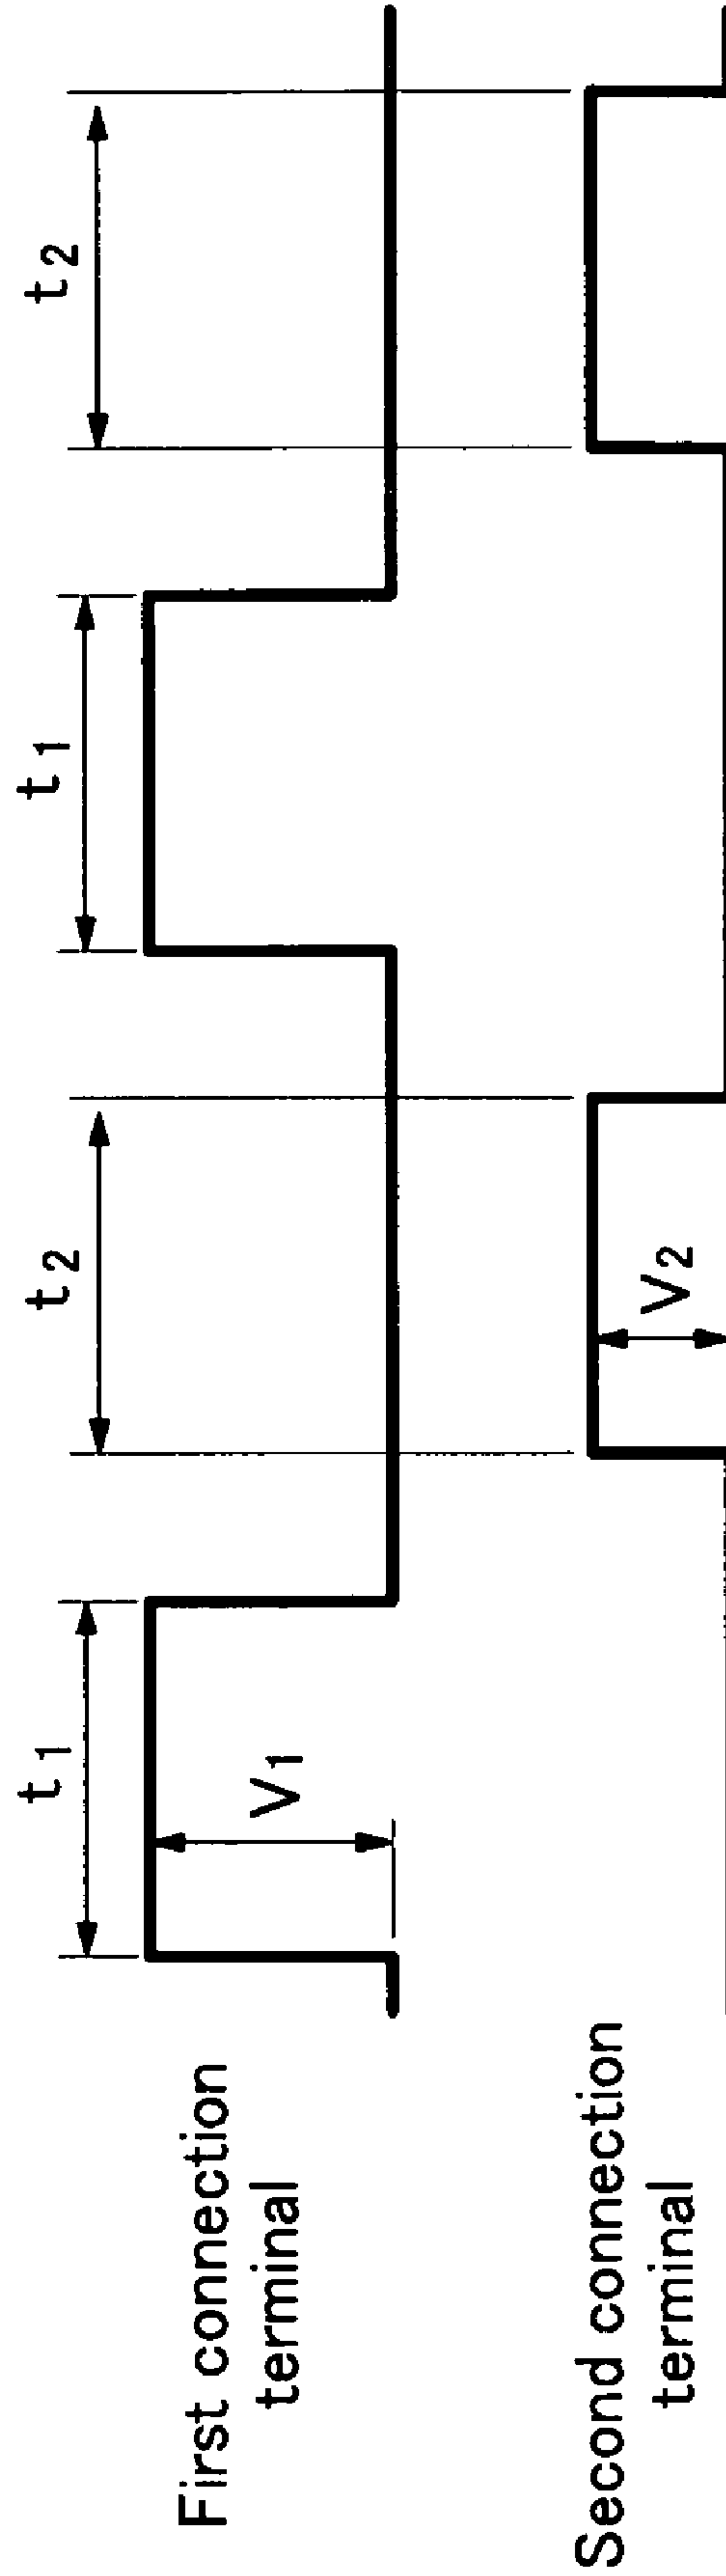 t1
t2
t1
t2
First connection
terminal
V1
Second connection
terminal
V2